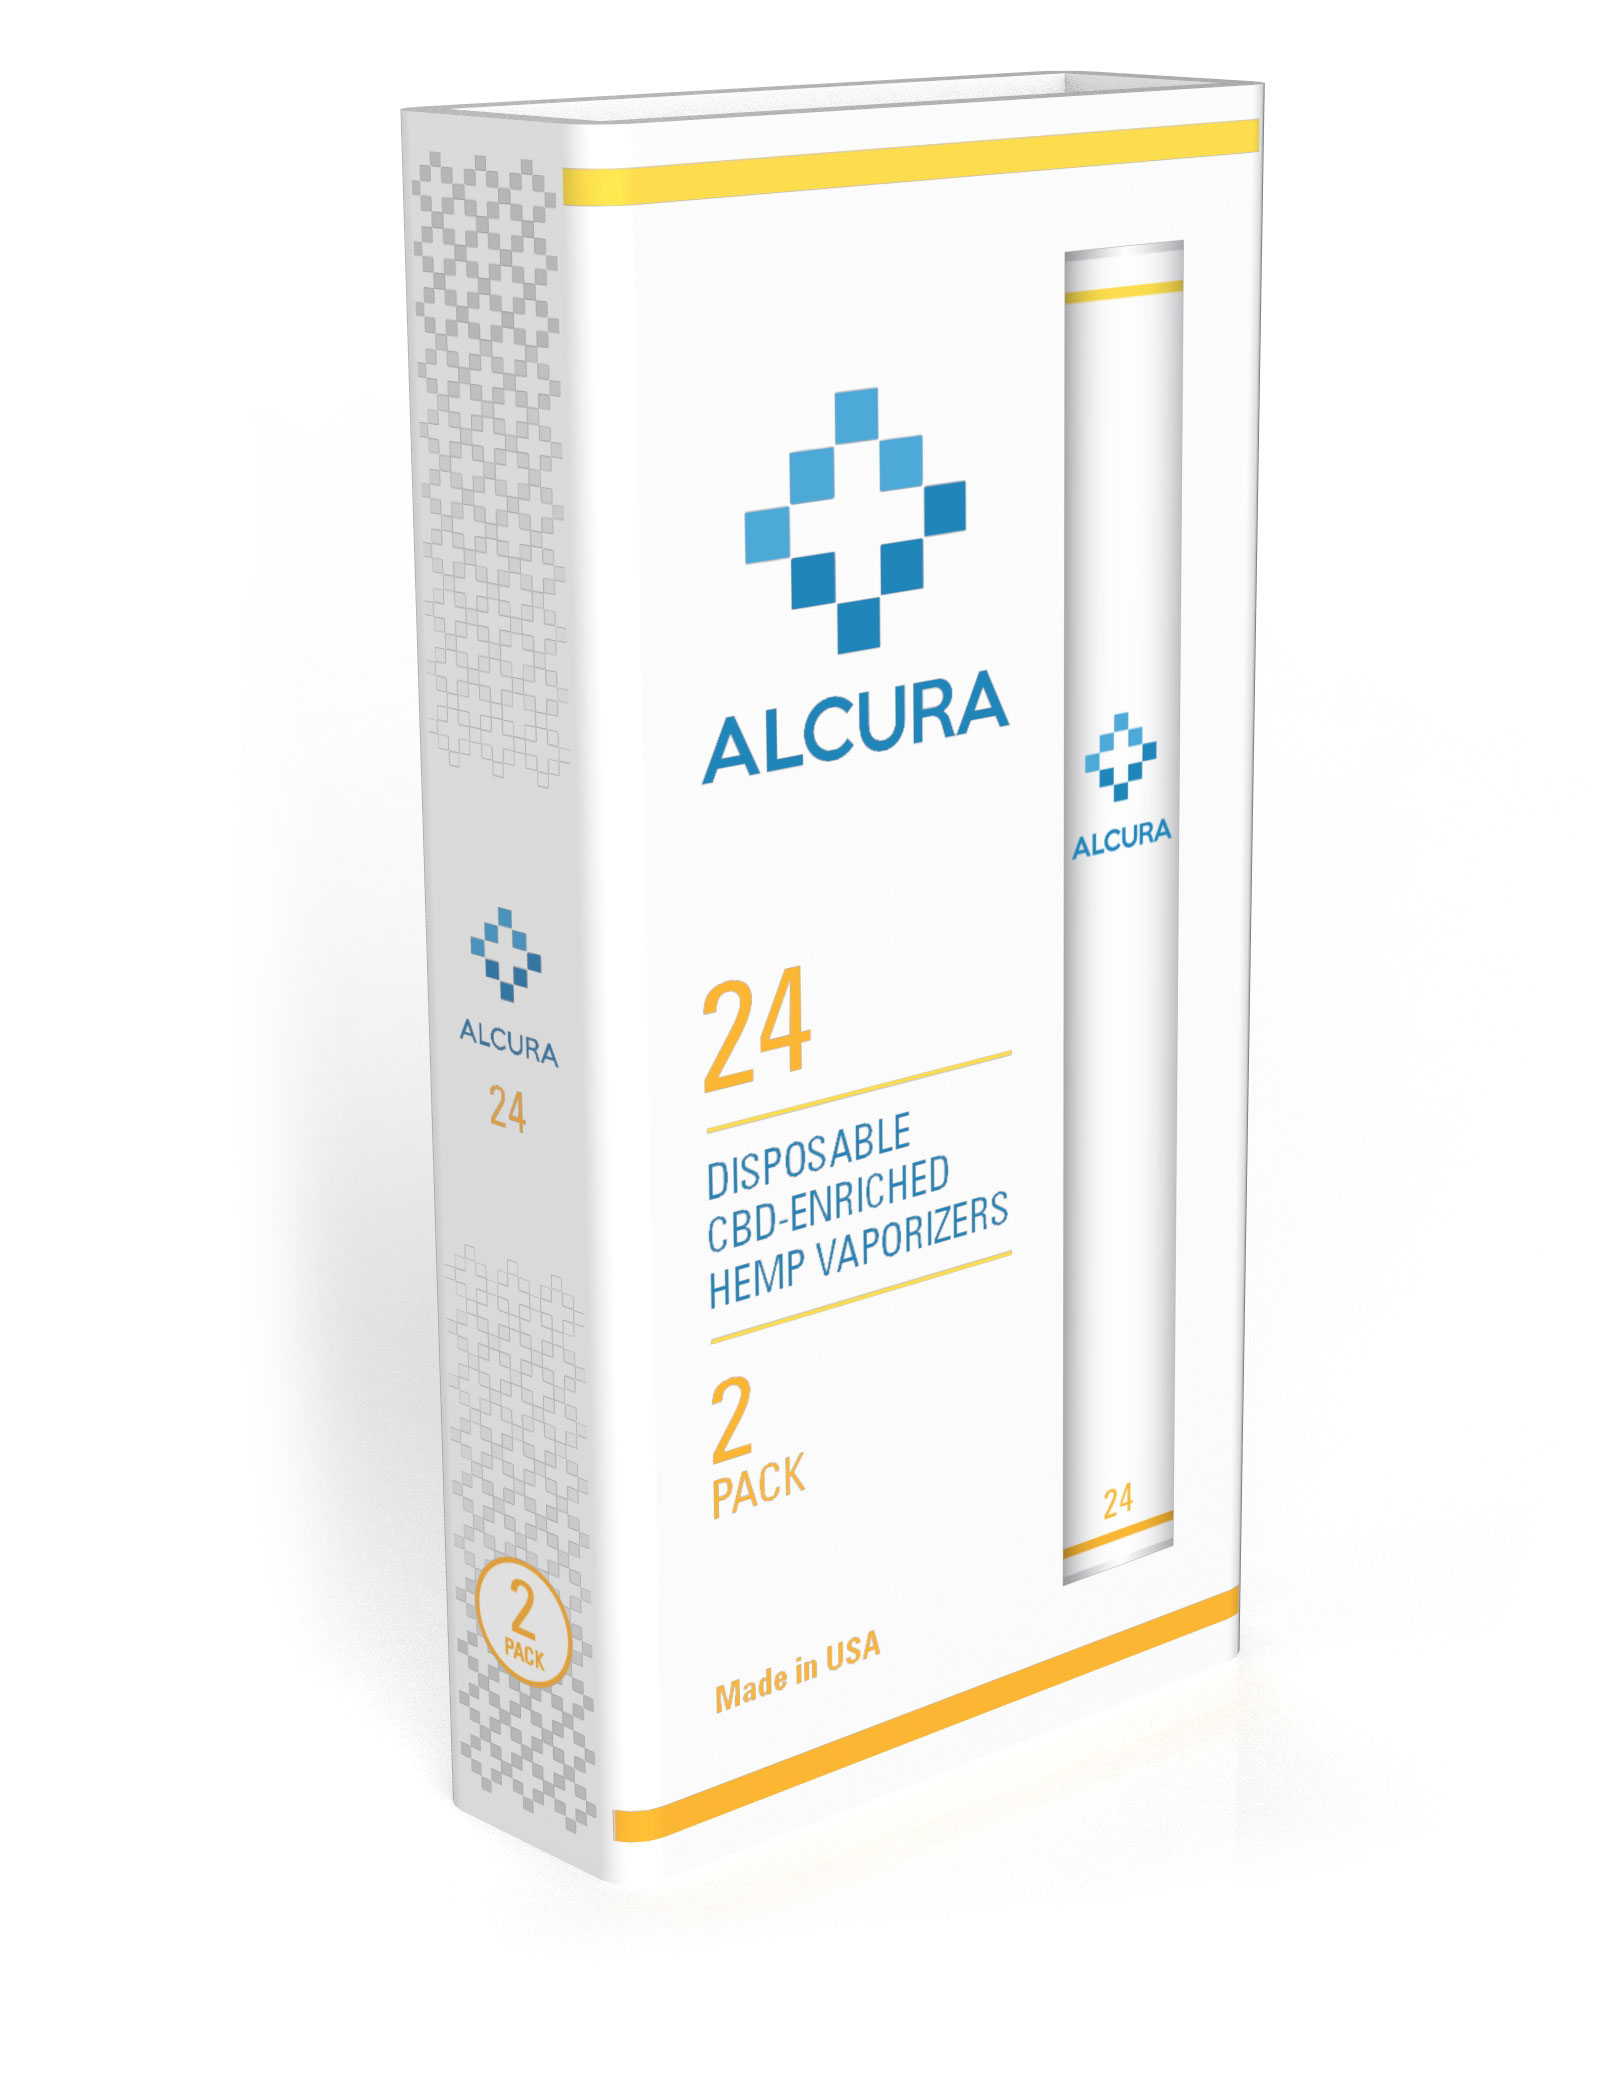 ALCURA
24
DISPOSABLE
CBD-ENRICHED
HEMP VAPORIZERS
2
PACK
Made in USA
ALCURA
24
ALCURA
24
2
PACK